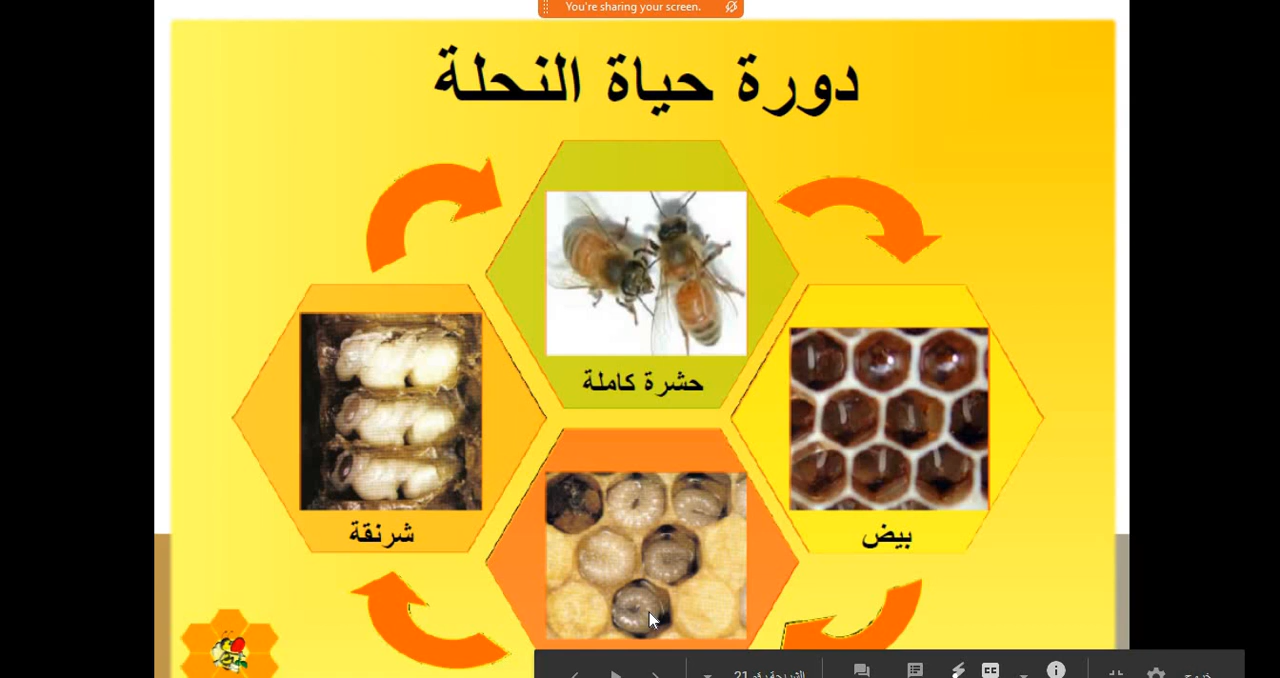 You're sharing your screen.
دورة حياة النحلة
حشرة كاملة
بيض
شرنقة